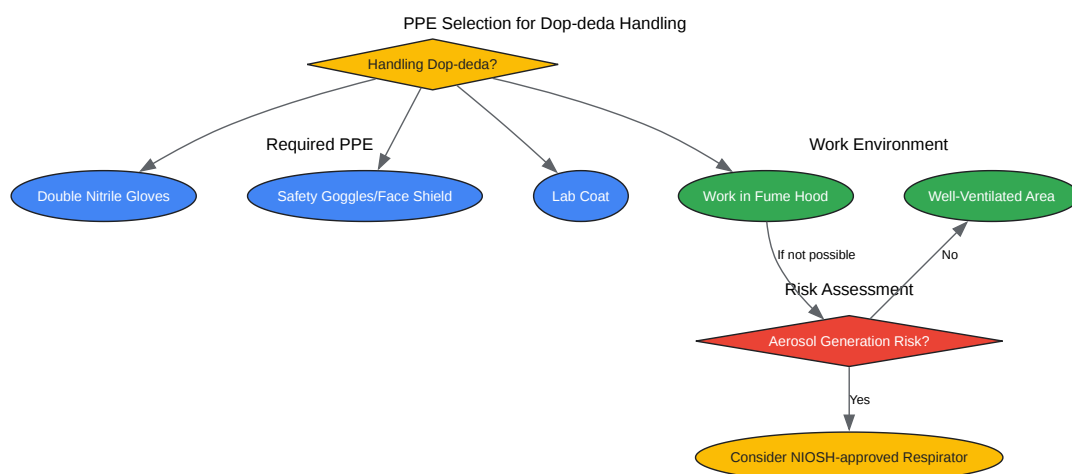 PPE Selection for Dop-deda Handling
Handling Dop-deda?
Required PPE
Work Environment
Double Nitrile Gloves
Safety Goggles/Face Shield
Lab Coat
Work in Fume Hood
Well-Ventilated Area
If not possible
No
Risk Assessment
Aerosol Generation Risk?
Yes
Consider NIOSH-approved Respirator